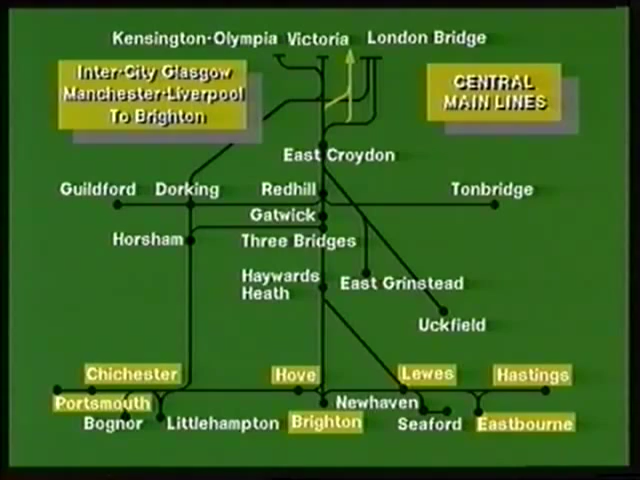 Kensington-Olympia Victoria London Bridge
Inter-City Glasgow
Manchester-Liverpool
To Brighton
CENTRAL
MAIN LINES
East Croydon
Guildford Dorking Redhill Tonbridge
Gatwick
Horsham Three Bridges
Haywards
Heath
East Grinstead
Uckfield
Chichester Hove Lewes Hastings
Portsmouth Newhaven
Bognor Littlehampton Brighton Seaford Eastbourne